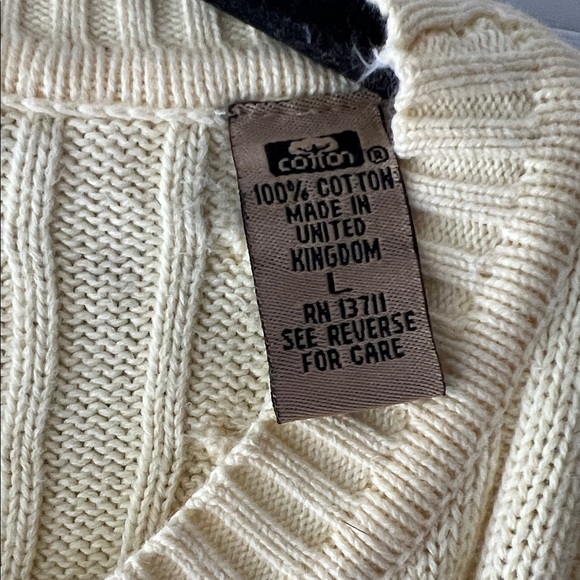 cotton ®
100% COTTON
MADE IN
UNITED
KINGDOM
L
RN 13711
SEE REVERSE
FOR CARE